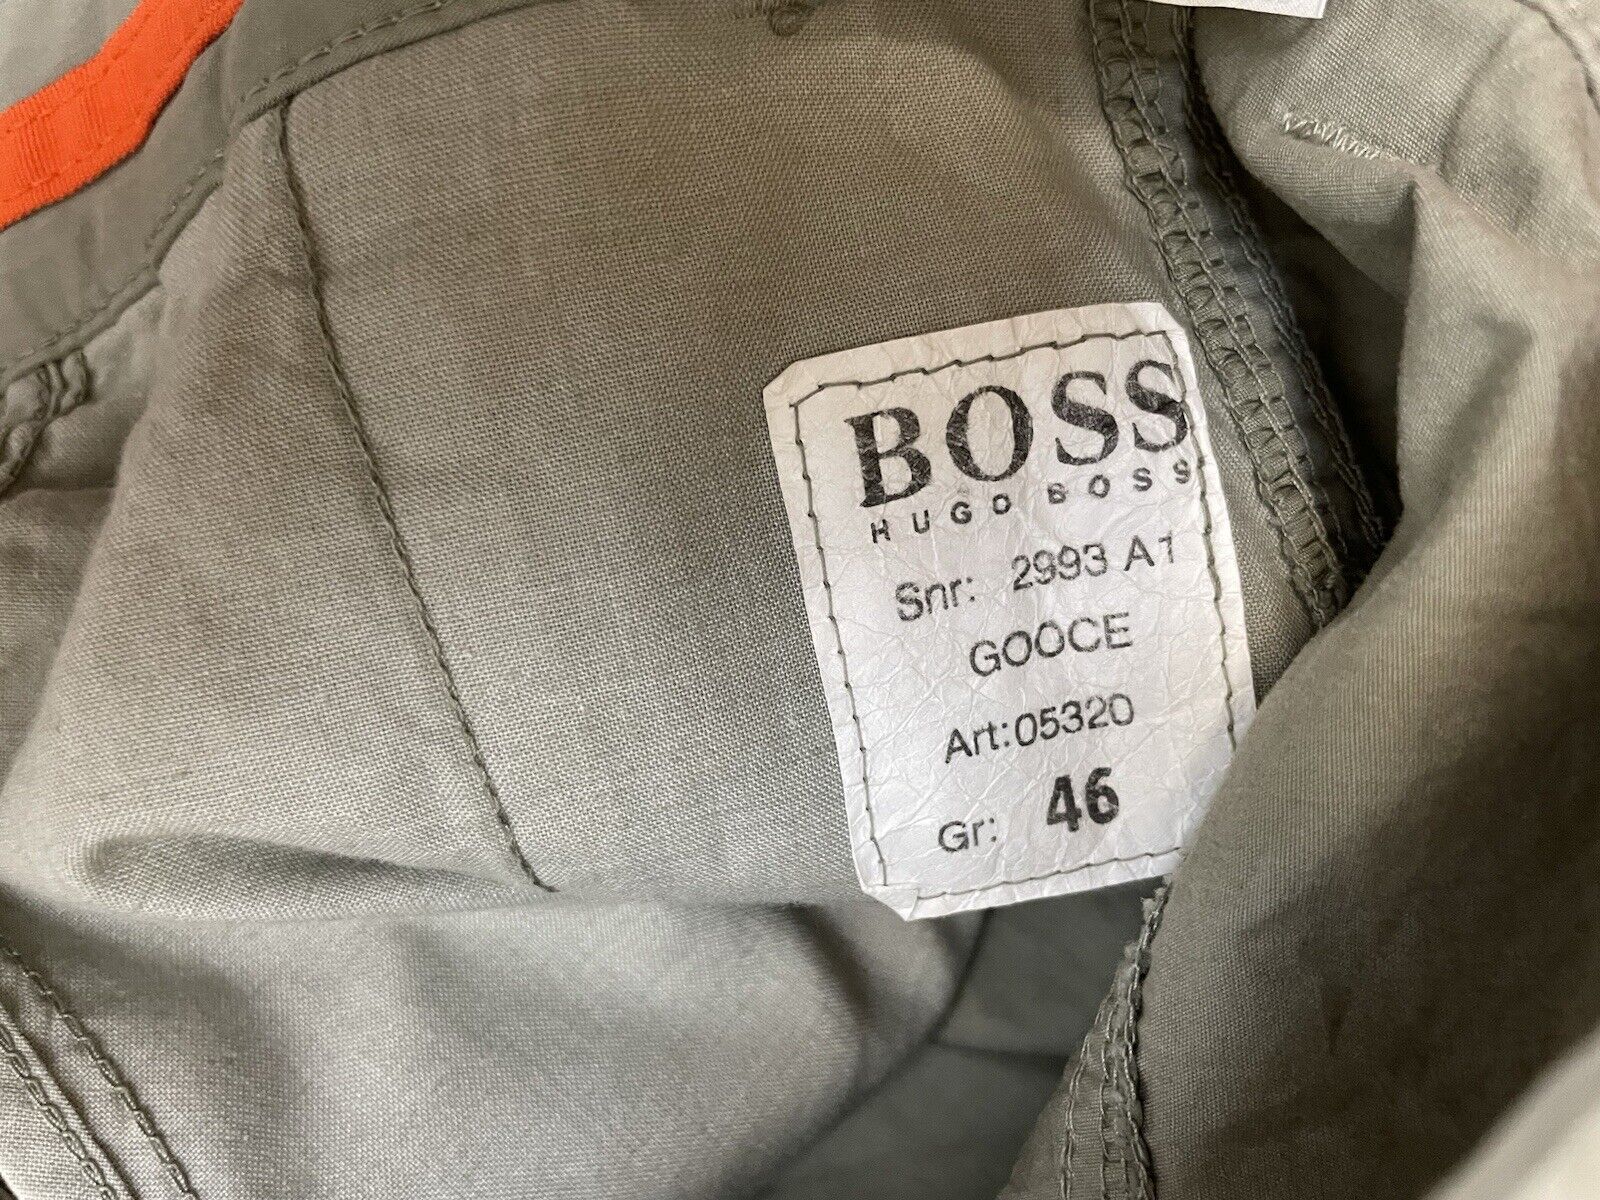 BOSS
HUGO BOSS
Snr: 2993 A1
GOOCE
Art:05320
Gr: 46